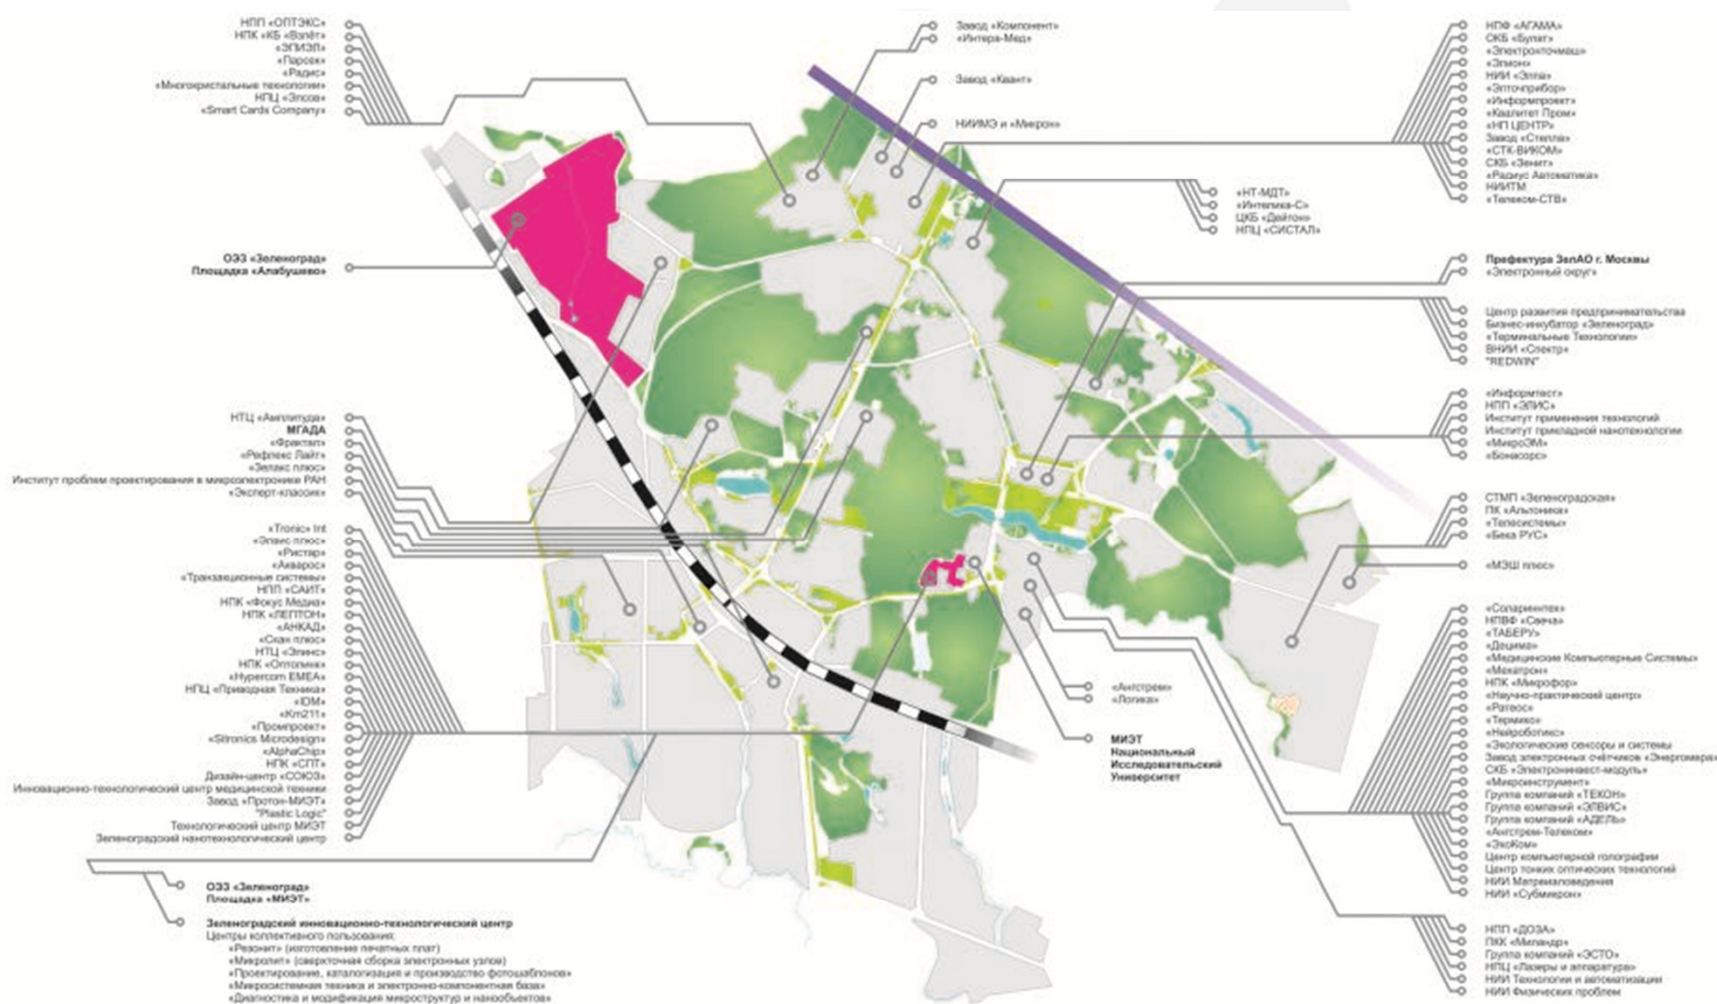 НПП «ОПТЭКС»
НПК «КБ «Взлёт»
«ЭПИЭЛ»
«Парсек»
«Радис»
«Многокристальные технологии»
НПЦ «Элсов»
«Smart Cards Company»
Завод «Компонент»
«Интера-Мед»
Завод «Квант»
НИИМЭ и «Микрон»
НПФ «АГАМА»
ОКБ «Булат»
«Электронточмаш»
«Элион»
НИИ «Элпа»
«Элточприбор»
«Информпроект»
«Квалитет Пром»
«НП ЦЕНТР»
Завод «Стелла»
«СТК-ВИКОМ»
СКБ «Зенит»
«Радиус Автоматика»
НИИТМ
«Телеком-СТВ»
«НТ-МДТ»
«Интелика-С»
ЦКБ «Дейтон»
НПЦ «СИСТАЛ»
ОЭЗ «Зеленоград»
Площадка «Алабушево»
Префектура ЗелАО г. Москвы
«Электронный округ»
Центр развития предпринимательства
Бизнес-инкубатор «Зеленоград»
«Терминальные Технологии»
ВНИИ «Спектр»
"REDWIN"
«Информтест»
НПП «ЭЛИС»
Институт применения технологий
Институт прикладной нанотехнологии
«МикроЭМ»
«Бонасорс»
НТЦ «Амплитуда»
МГАДА
«Фрактал»
«Рефлекс Лайт»
«Зелакс плюс»
Институт проблем проектирования в микроэлектронике РАН
«Эксперт-классик»
СТМП «Зеленоградская»
ПК «Альтоника»
«Телесистемы»
«Бека РУС»
«МЭШ плюс»
«Tronic» Int
«Элвис плюс»
«Ристар»
«Акварос»
«Транзакционные системы»
НПП «САИТ»
НПК «Фокус Медиа»
НПК «ЛЕПТОН»
«АНКАД»
«Скан плюс»
НТЦ «Элинс»
НПК «Оптолинк»
«Hypercom EMEA»
НПЦ «Приводная Техника»
«IDM»
«Km211»
«Промпроект»
«Sitronics Microdesign»
«AlphaChip»
НПК «СПТ»
Дизайн-центр «СОЮЗ»
Инновационно-технологический центр медицинской техники
Завод «Протон-МИЭТ»
"Plastic Logic"
Технологический центр МИЭТ
Зеленоградский нанотехнологический центр
«Ангстрем»
«Логика»
МИЭТ
Национальный
Исследовательский
Университет
«Соларинтех»
НПВФ «Свеча»
«ТАБЕРУ»
«Децима»
«Медицинские Компьютерные Системы»
«Мехатрон»
НПК «Микрофор»
«Научно-практический центр»
«Ратеос»
«Термико»
«Нейроботикс»
«Экологические сенсоры и системы
Завод электронных счётчиков «Энергомера»
СКБ «Электронинвест-модуль»
«Микроинструмент»
Группа компаний «ТЕКОН»
Группа компаний «ЭЛВИС»
Группа компаний «АДЕЛЬ»
«Ангстрем-Телеком»
«ЭкоКом»
Центр компьютерной голографии
Центр тонких оптических технологий
НИИ Материаловедения
НИИ «Субмикрон»
НПП «ДОЗА»
ПКК «Миландр»
Группа компаний «ЭСТО»
НПЦ «Лазеры и аппаратура»
НИИ Технологии и автоматизации
НИИ Физических проблем
ОЭЗ «Зеленоград»
Площадка «МИЭТ»
Зеленоградский инновационно-технологический центр
Центры коллективного пользования:
«Резонит» (изготовление печатных плат)
«Микролит» (сверхточная сборка электронных узлов)
«Проектирование, каталогизация и производство фотошаблонов»
«Микросистемная техника и электронно-компонентная база»
«Диагностика и модификация микроструктур и нанообъектов»